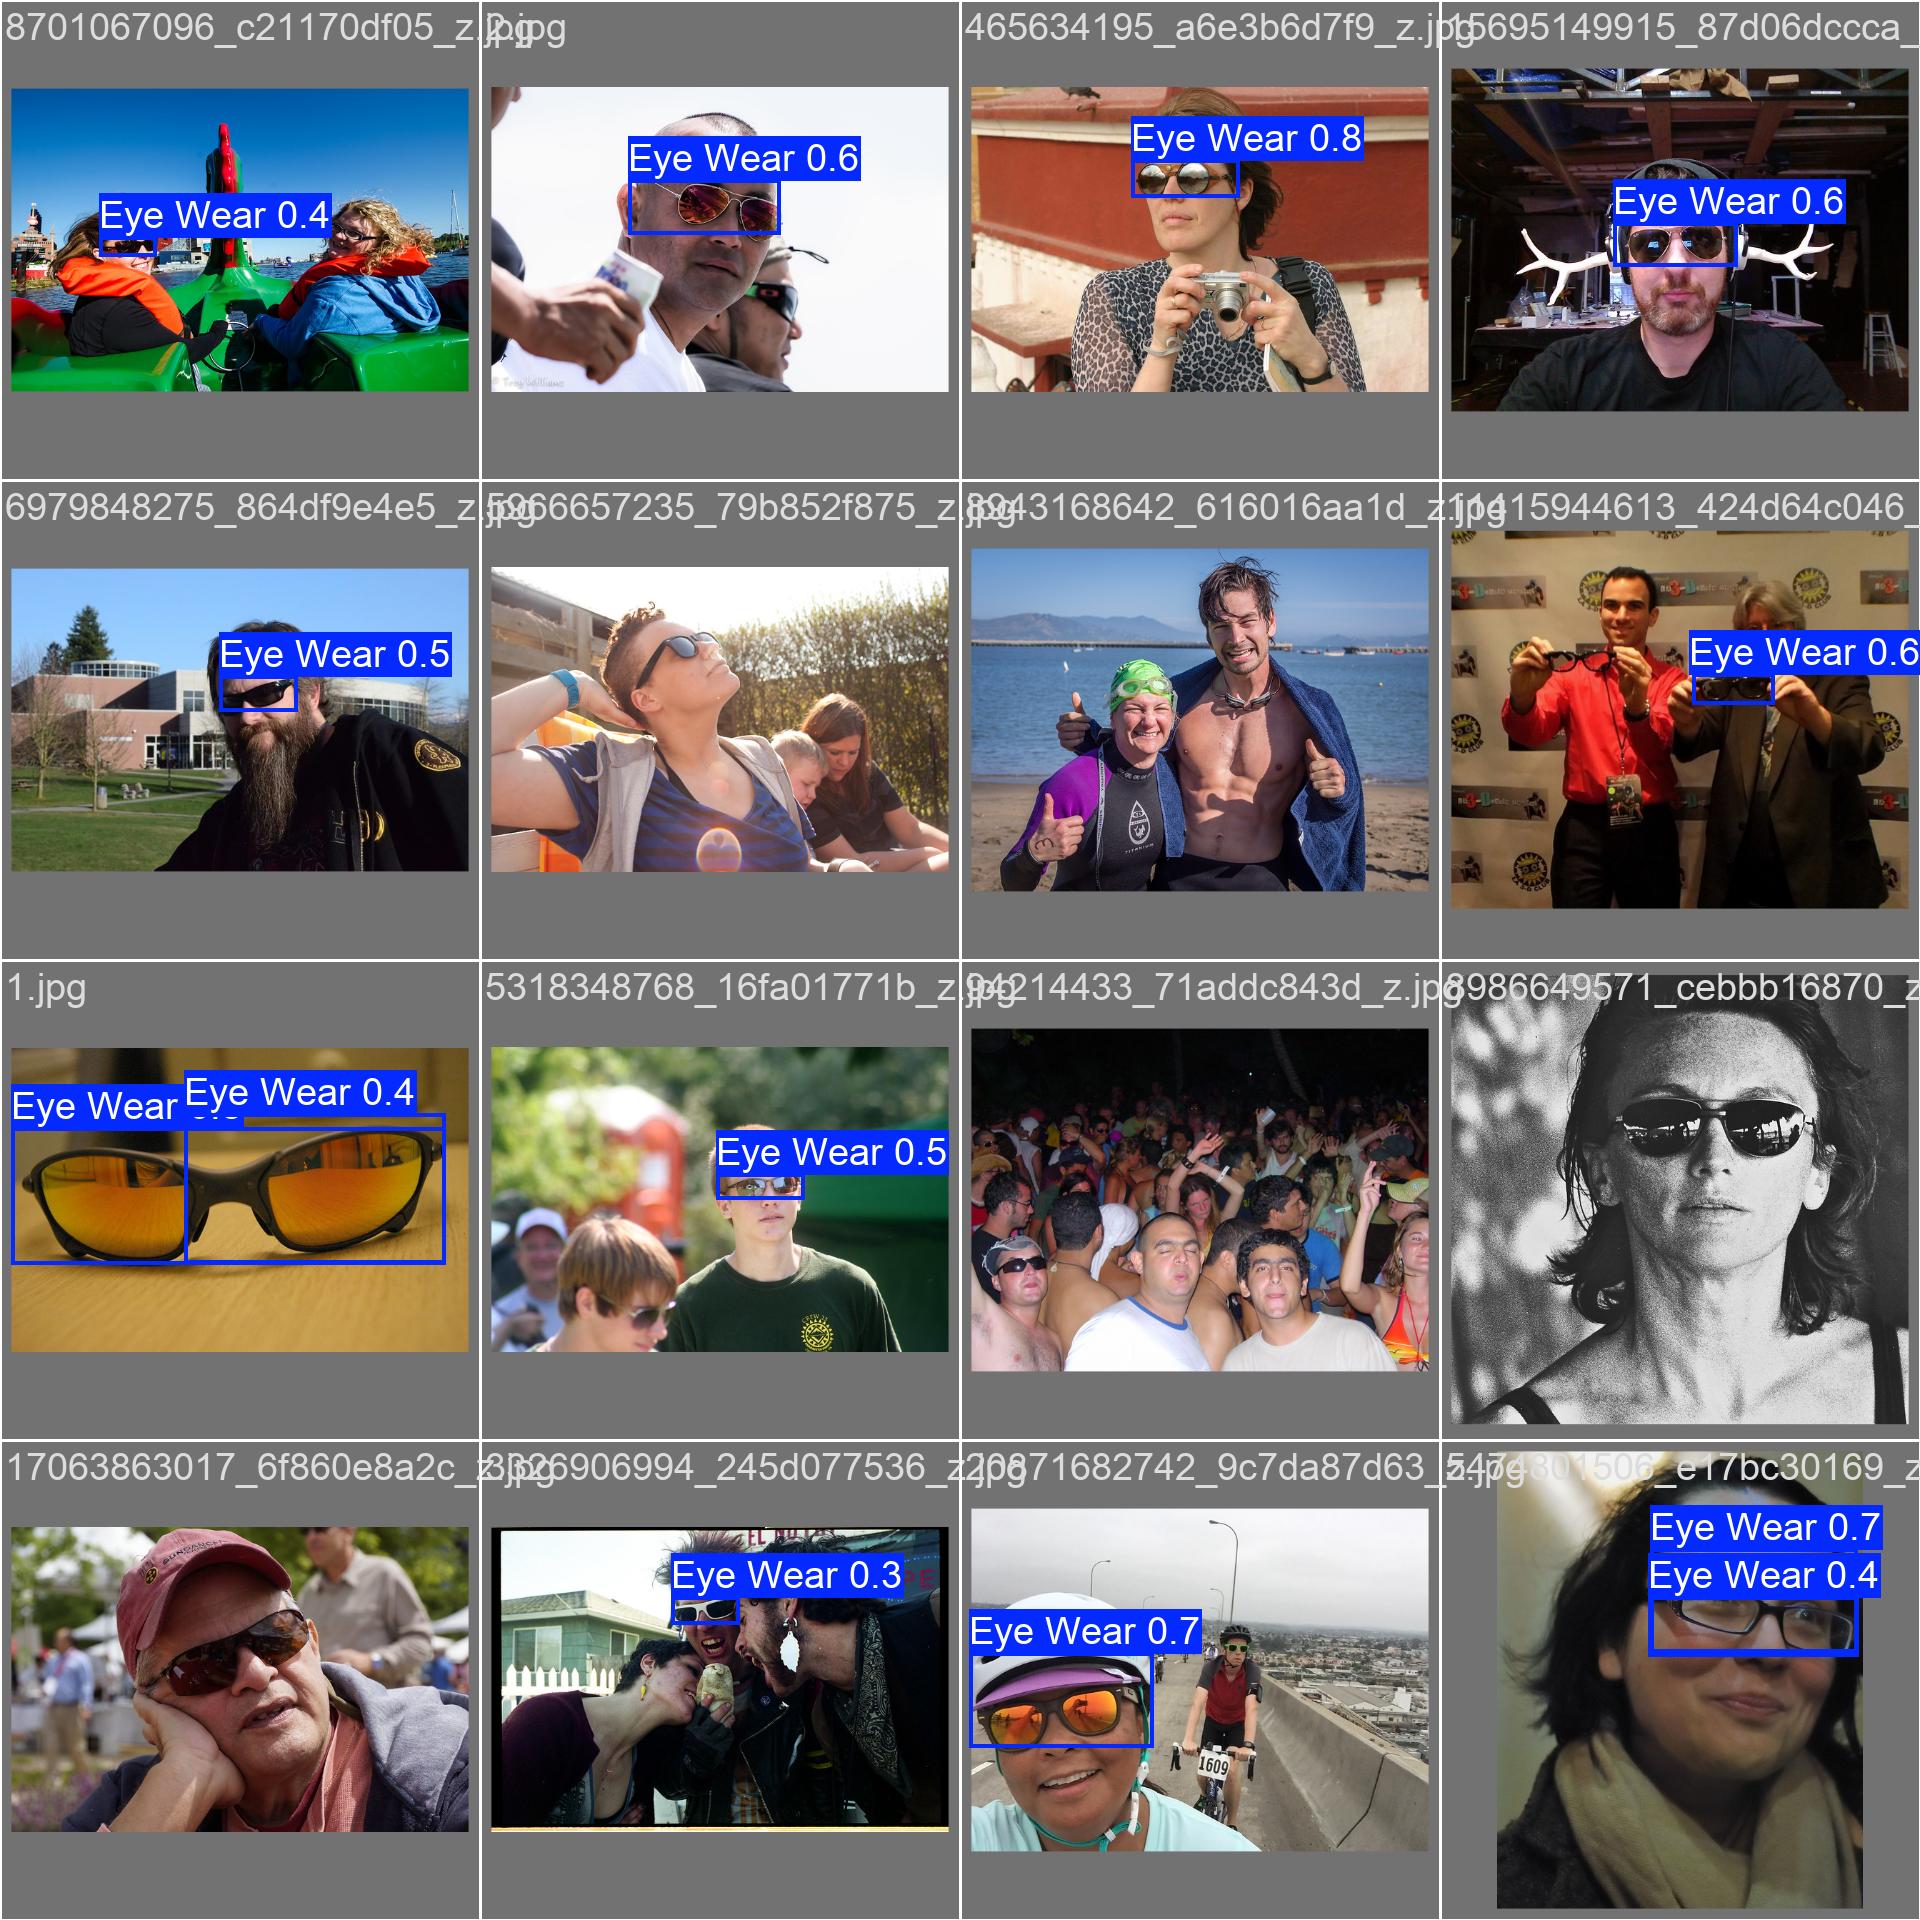 8701067096_c21170df05_z.jpg
2.jpg
465634195_a6e3b6d7f9_z.jpg
15695149915_87d06dccca_
Eye Wear 0.4
Eye Wear 0.6
Eye Wear 0.8
Eye Wear 0.6
6979848275_864df9e4e5_z.jpg
5966657235_79b852f875_z.jpg
8943168642_616016aa1d_z.jpg
11415944613_424d64c046_
Eye Wear 0.5
Eye Wear 0.6
TITANIUM
1.jpg
5318348768_16fa01771b_z.jpg
94214433_71addc843d_z.jpg
8986649571_cebbb16870_z
Eye Wear
Eye Wear 0.4
Eye Wear 0.5
17063863017_6f860e8a2c_z.jpg
3326906994_245d077536_z.jpg
20871682742_9c7da87d63_z.jpg
5474801506_e17bc30169_z
Eye Wear 0.3
Eye Wear 0.7
Eye Wear 0.7
Eye Wear 0.4
1609